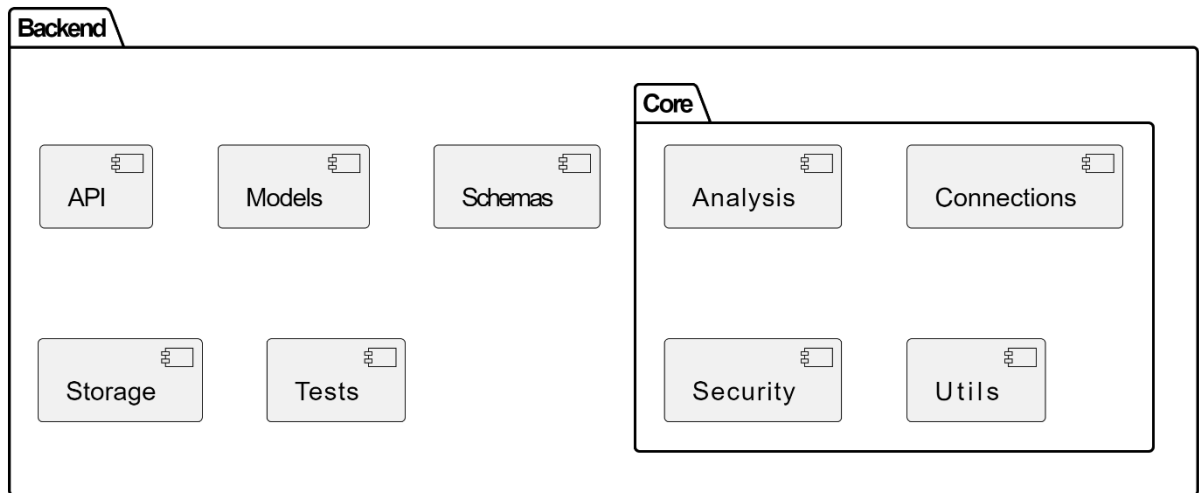 Backend
Core
API
Models
Schemas
Analysis
Connections
Storage
Tests
Security
Utils